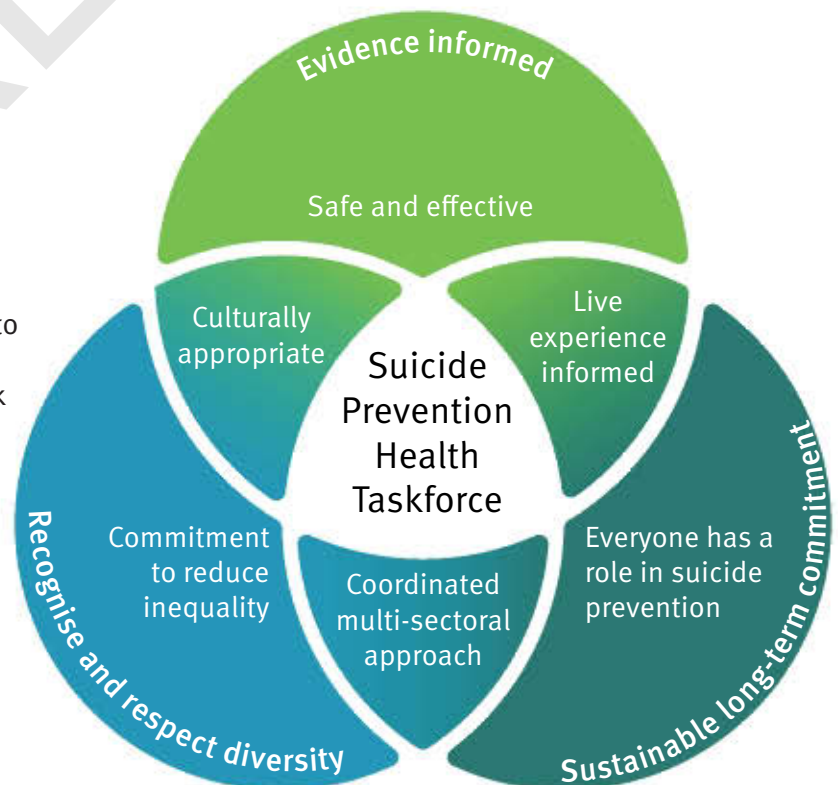 Evidence informed
Safe and effective
Culturally
appropriate
Live
experience
informed
Suicide
Prevention
Health
Taskforce
to
Commitment
to reduce
inequality
Coordinated
multi-sectoral
approach
Everyone has a
role in suicide
prevention
Recognise and respect diversity
Sustainable long-term commitment